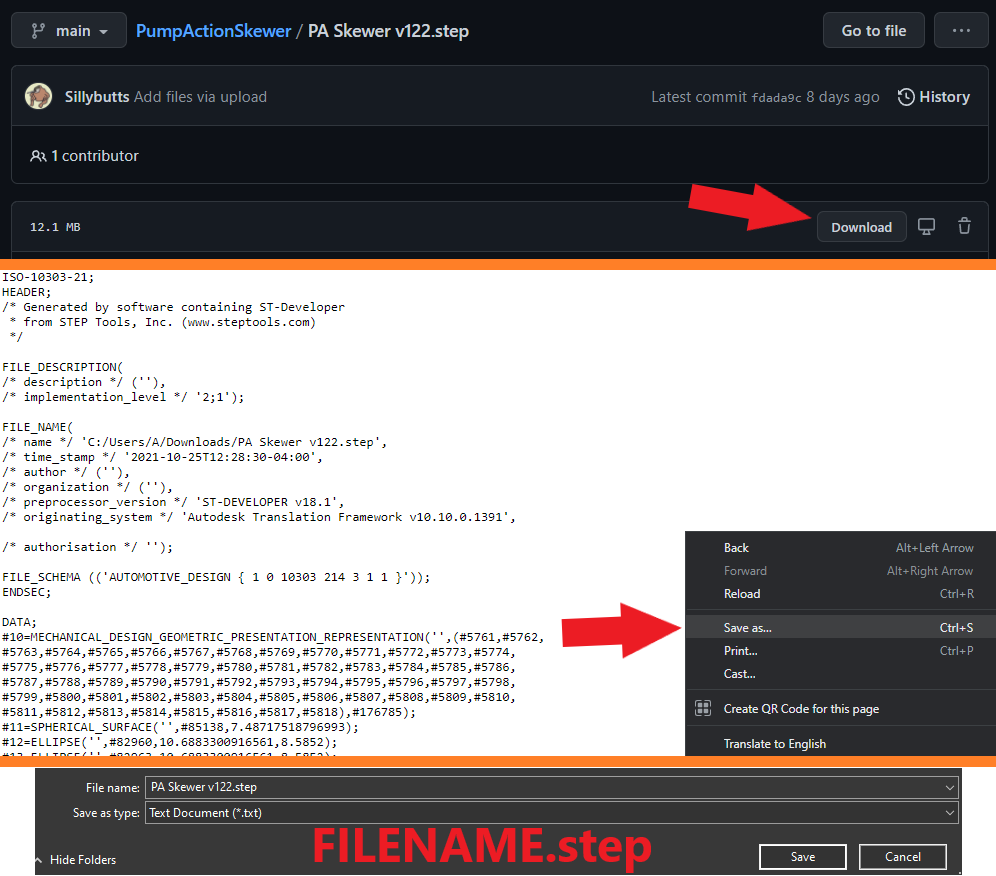 main
PumpActionSkewer / PA Skewer v122.step
Go to file
...
Sillybutts Add files via upload
Latest commit fdada9c 8 days ago
History
1 contributor
12.1 MB
Download
ISO-10303-21;
HEADER;
/* Generated by software containing ST-Developer
 * from STEP Tools, Inc. (www.steptools.com)
 */
FILE_DESCRIPTION(
/* description */ (''),
/* implementation_level */ '2;1');
FILE_NAME(
/* name */ 'C:/Users/A/Downloads/PA Skewer v122.step',
/* time_stamp */ '2021-10-25T12:28:30-04:00',
/* author */ (''),
/* organization */ (''),
/* preprocessor_version */ 'ST-DEVELOPER v18.1',
/* originating_system */ 'Autodesk Translation Framework v10.10.0.1391',
/* authorisation */ '');
FILE_SCHEMA (('AUTOMOTIVE_DESIGN { 1 0 10303 214 3 1 1 }'));
ENDSEC;
DATA;
#10=MECHANICAL_DESIGN_GEOMETRIC_PRESENTATION_REPRESENTATION('',(#5761,#5762,
#5763,#5764,#5765,#5766,#5767,#5768,#5769,#5770,#5771,#5772,#5773,#5774,
#5775,#5776,#5777,#5778,#5779,#5780,#5781,#5782,#5783,#5784,#5785,#5786,
#5787,#5788,#5789,#5790,#5791,#5792,#5793,#5794,#5795,#5796,#5797,#5798,
#5799,#5800,#5801,#5802,#5803,#5804,#5805,#5806,#5807,#5808,#5809,#5810,
#5811,#5812,#5813,#5814,#5815,#5816,#5817,#5818),#176785);
#11=SPHERICAL_SURFACE('',#85138,7.48717518796993);
#12=ELLIPSE('',#82960,10.6883300916561,8.5852);
Back Alt+Left Arrow
Forward Alt+Right Arrow
Reload Ctrl+R
Save as... Ctrl+S
Print... Ctrl+P
Cast...
Create QR Code for this page
Translate to English
File name: PA Skewer v122.step
Save as type: Text Document (*.txt)
FILENAME.step
Hide Folders
Save
Cancel